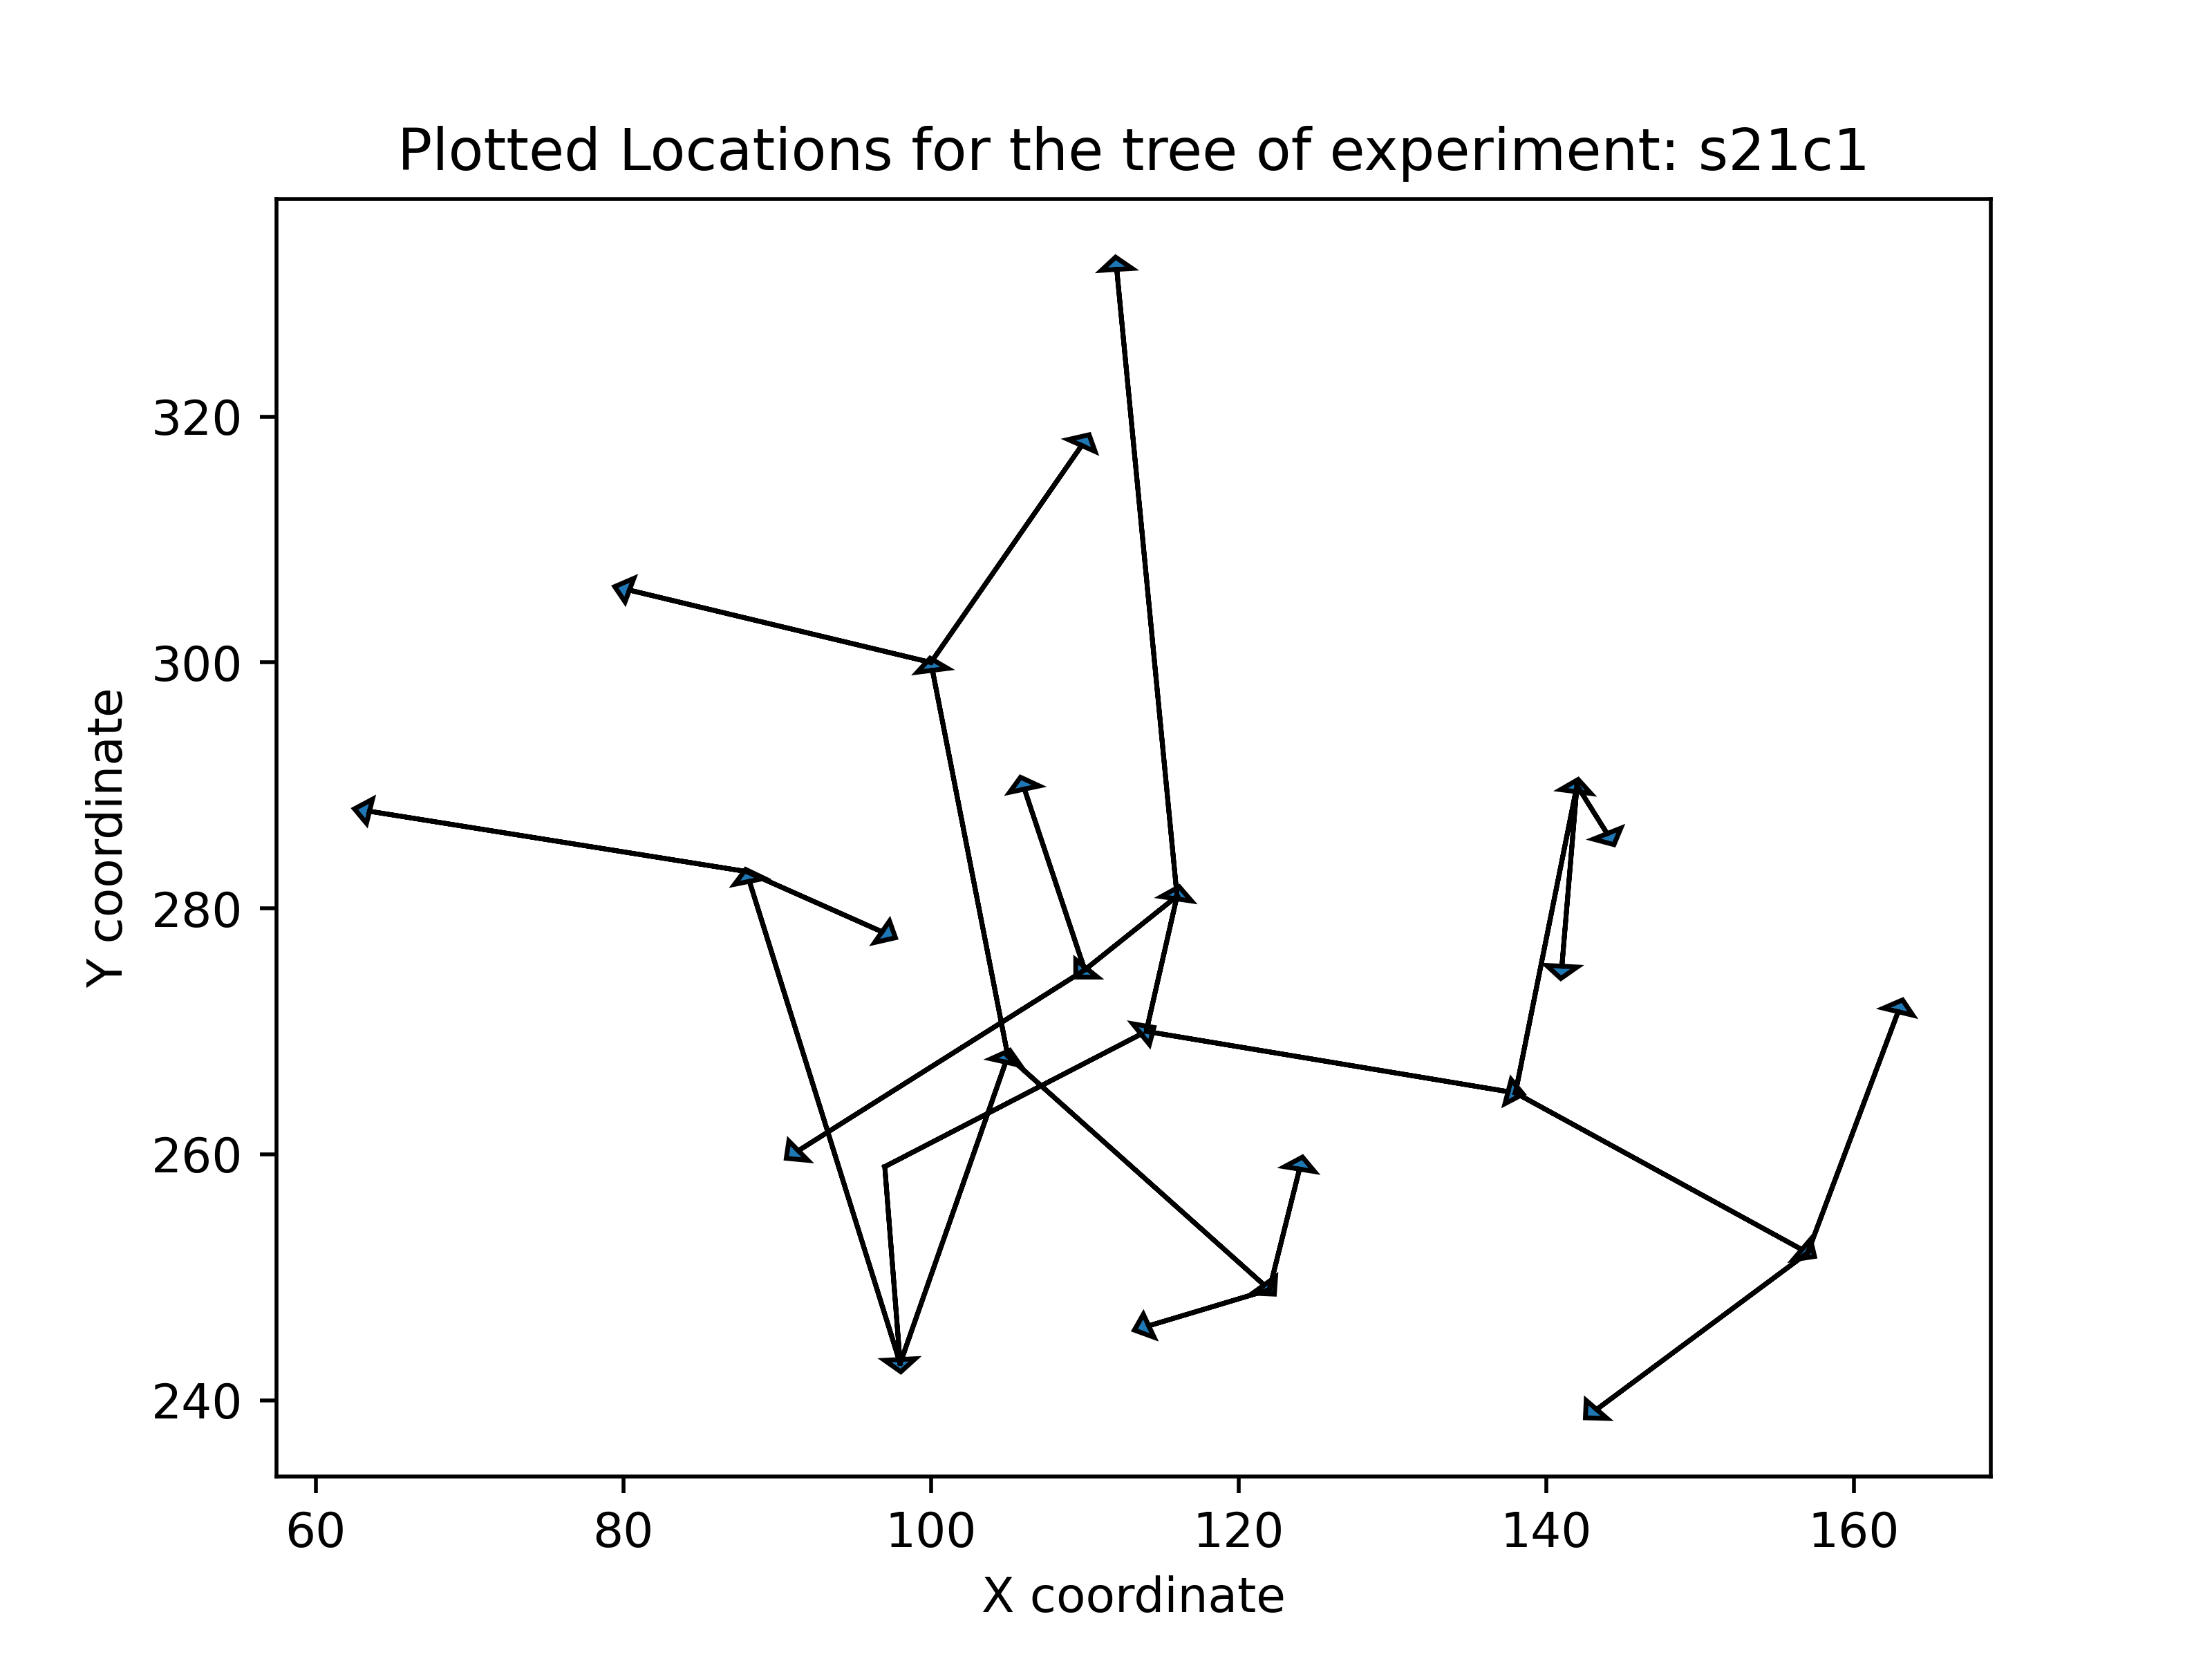 Plotted Locations for the tree of experiment: s21c1
320
300
280
260
240
Y coordinate
60 80 100 120 140 160
X coordinate